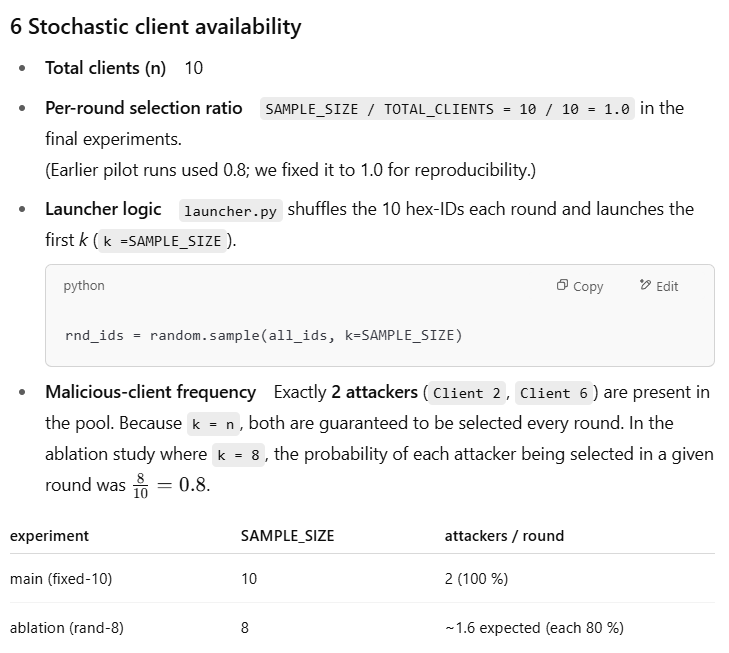 6 Stochastic client availability
• Total clients (n) 10
• Per-round selection ratio SAMPLE_SIZE / TOTAL_CLIENTS = 10 / 10 = 1.0 in the
final experiments.
(Earlier pilot runs used 0.8; we fixed it to 1.0 for reproducibility.)
• Launcher logic launcher.py shuffles the 10 hex-IDs each round and launches the
first k ( k =SAMPLE_SIZE ).
python Copy Edit
rnd_ids = random.sample(all_ids, k=SAMPLE_SIZE)
• Malicious-client frequency Exactly 2 attackers ( Client 2 , Client 6 ) are present in
the pool. Because k = n , both are guaranteed to be selected every round. In the
ablation study where k = 8 , the probability of each attacker being selected in a given
round was 8/10 = 0.8.
experiment SAMPLE_SIZE attackers / round
main (fixed-10) 10 2 (100 %)
ablation (rand-8) 8 ~1.6 expected (each 80 %)